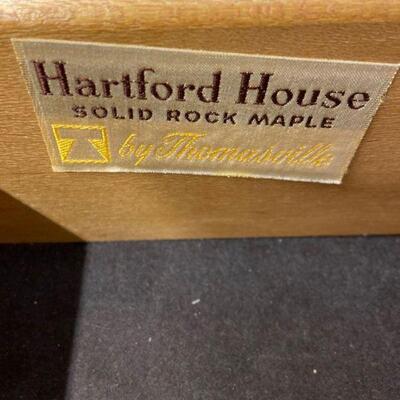 Hartford House
SOLID ROCK MAPLE
T by Thomasville